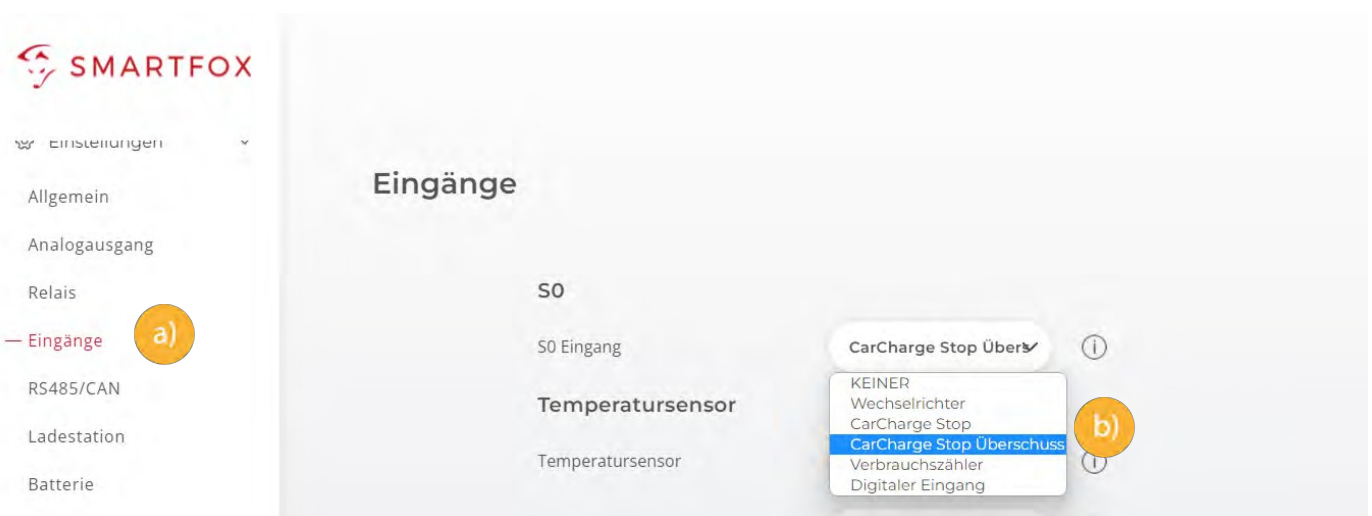 SMARTFOX
Einstellungen
Allgemein
Analogausgang
Relais
Eingänge
a)
RS485/CAN
Ladestation
Batterie
Eingänge
S0
S0 Eingang
CarCharge Stop Übers
KEINER
Wechselrichter
CarCharge Stop
CarCharge Stop Überschuss
Verbrauchszähler
Digitaler Eingang
b)
Temperatursensor
Temperatursensor